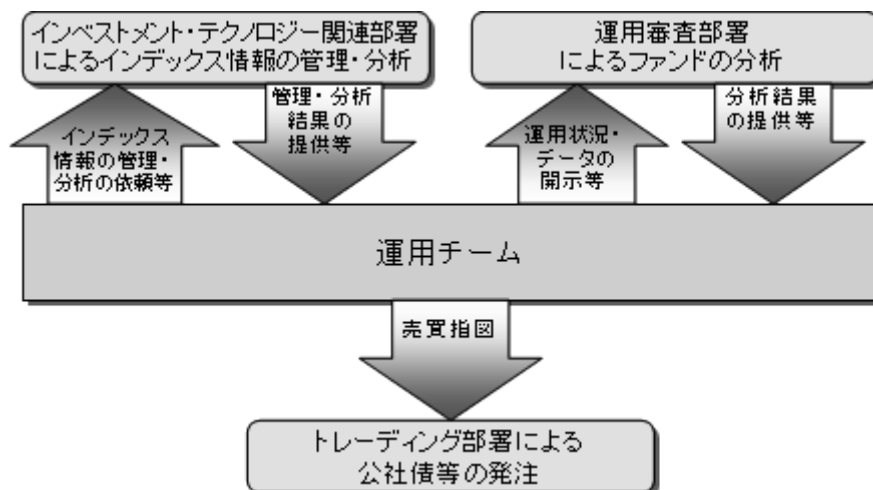 インベストメント・テクノロジー関連部署
によるインデックス情報の管理・分析
運用審査部署
によるファンドの分析
インデックス
情報の管理・
分析の依頼等
管理・分析
結果の
提供等
運用状況・
データの
開示等
分析結果
の提供等
運用チーム
売買指図
トレーディング部署による
公社債等の発注